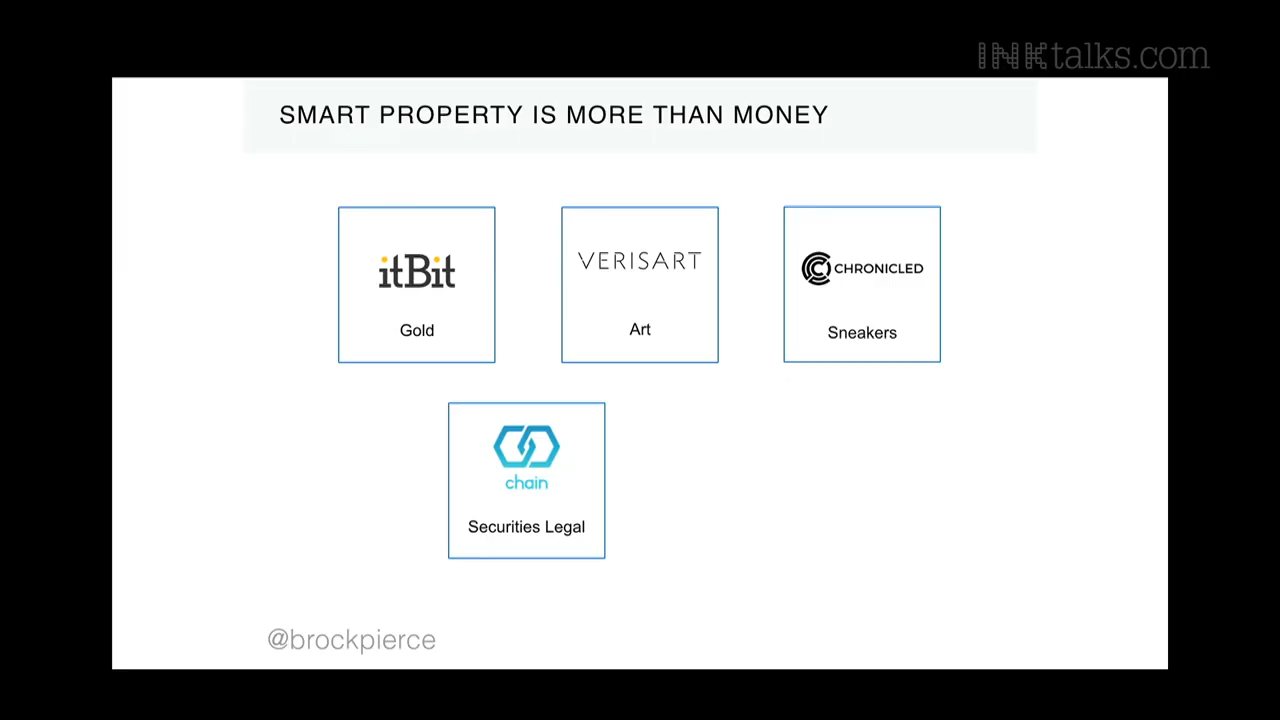 INKtalks.com
SMART PROPERTY IS MORE THAN MONEY
itBit
Gold
VERISART
Art
CHRONICLED
Sneakers
chain
Securities Legal
@brockpierce